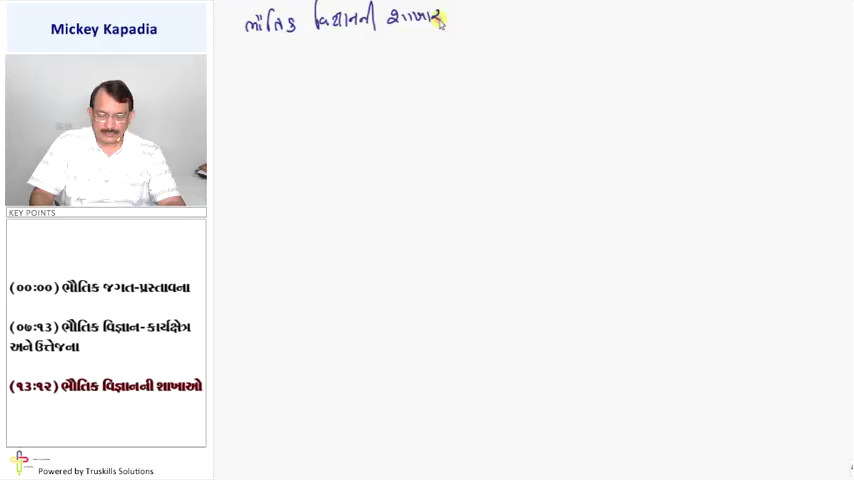 Mickey Kapadia
ભૌતિક વિજ્ઞાનની
KEY POINTS
(૦૦:૦૦) ભૌતિક જગત-પ્રસ્તાવના
(૦૭:૧૩) ભૌતિક વિજ્ઞાન-કાર્યક્ષેત્ર
અને ઉત્તેજના
(૧૩:૧૨) ભૌતિક વિજ્ઞાનની શાખાઓ
Powered by Truskills Solutions